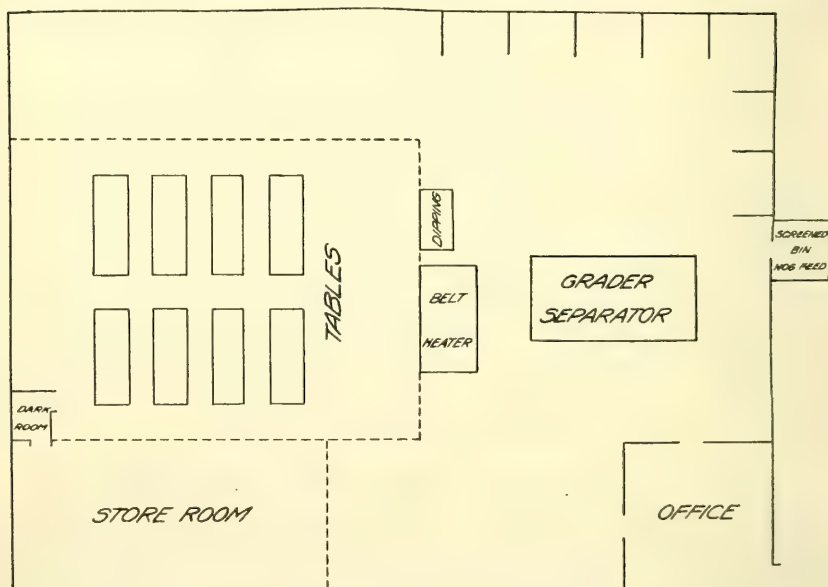 DIPPING
SCREENED
BIN
HOG FEED
GRADER
SEPARATOR
TABLES
BELT
HEATER
DARK
ROOM
STORE ROOM
OFFICE